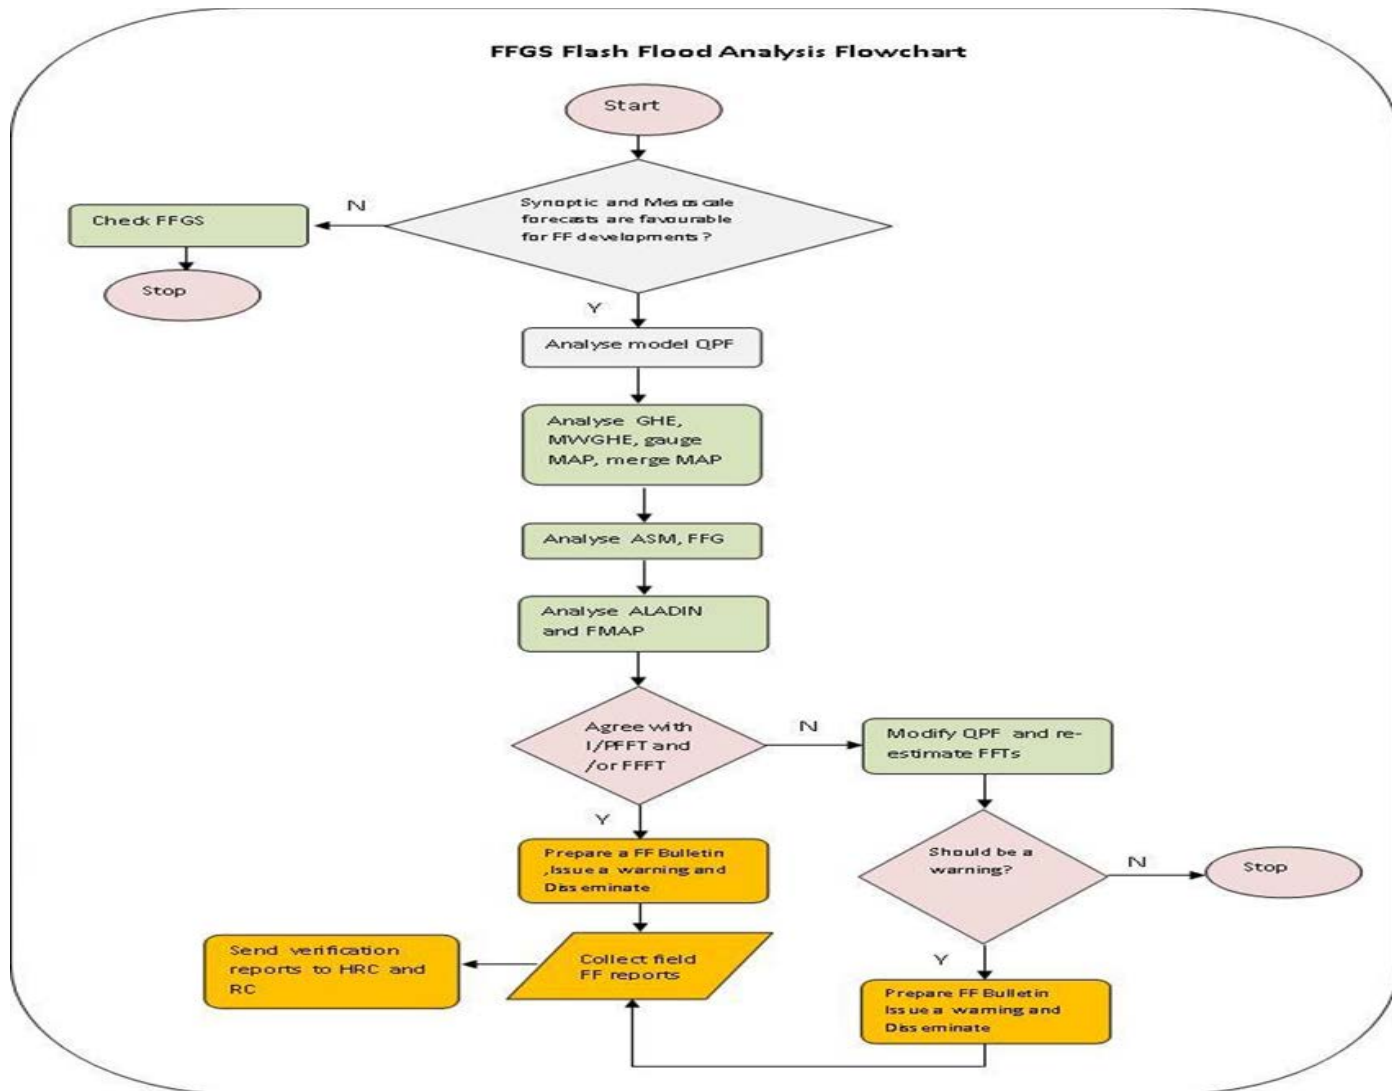 FFGS Flash Flood Analysis Flowchart
Start
Synoptic and Mesoscale
forecasts are favourable
for FF developments?
N
Check FFGS
Stop
Y
Analyse model QPF
Analyse GHE,
MWGHE, gauge
MAP, merge MAP
Analyse ASM, FFG
Analyse ALADIN
and FMAP
Agree with
I/PFFT and
/or FFFT
N
Modify QPF and re-
estimate FFTs
Y
Should be a
warning?
N
Stop
Prepare a FF Bulletin
,Issue a warning and
Disseminate
Send verification
reports to HRC and
RC
Collect field
FF reports
Y
Prepare FF Bulletin
Issue a warning and
Disseminate